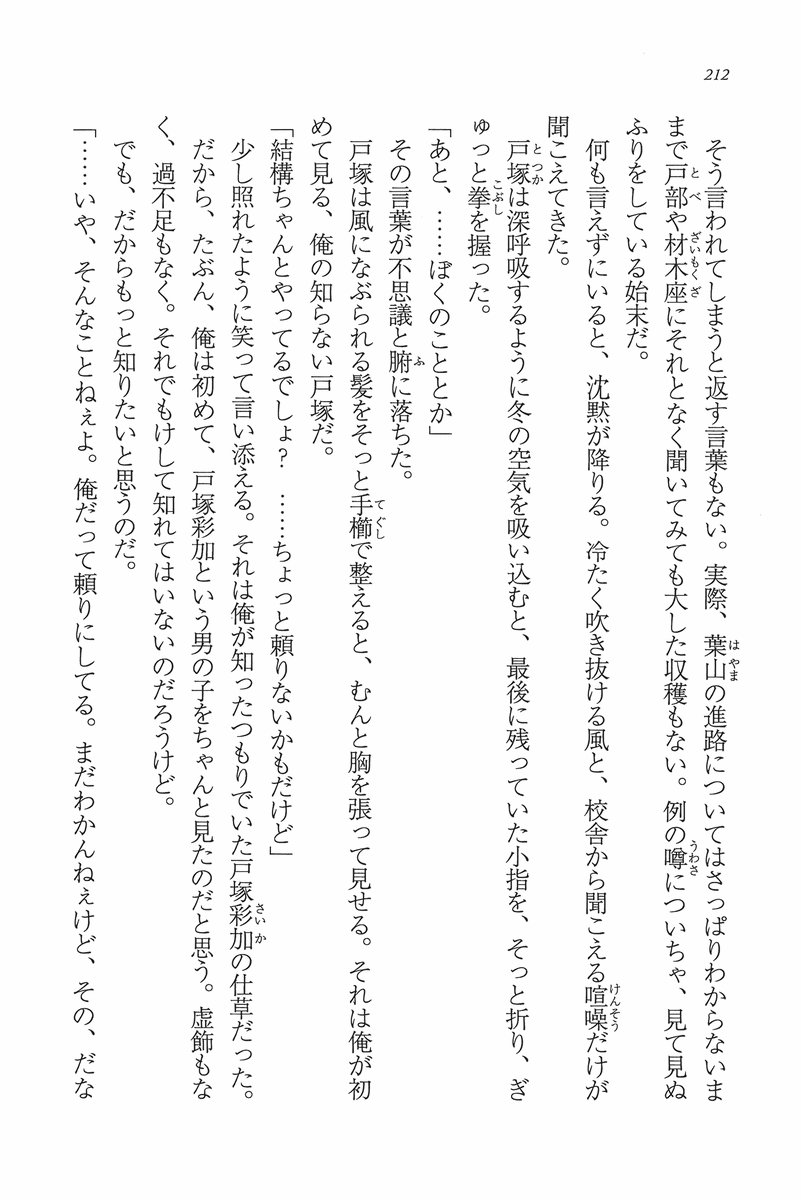 212
そう言われてしまうと返す言葉もない。実際、葉山の進路についてはさっぱりわからないま
まで戸部や材木座にそれとなく聞いてみても大した収穫もない。例の噂についちゃ、見て見ぬ
ふりをしている始末だ。
何も言えずにいると、沈黙が降りる。冷たく吹き抜ける風と、校舎から聞こえる喧噪だけが
聞こえてきた。
戸塚は深呼吸するように冬の空気を吸い込むと、最後に残っていた小指を、そっと折り、ぎ
ゅっと拳を握った。
「あと、……ぼくのこととか」
その言葉が不思議と腑に落ちた。
戸塚は風になぶられる髪をそっと手櫛で整えると、むんと胸を張って見せる。それは俺が初
めて見る、俺の知らない戸塚だ。
「結構ちゃんとやってるでしょ？　……ちょっと頼りないかもだけど」
少し照れたように笑って言い添える。それは俺が知ったつもりでいた戸塚彩加の仕草だった。
だから、たぶん、俺は初めて、戸塚彩加という男の子をちゃんと見たのだと思う。虚飾もな
く、過不足もなく。それでもけして知れてはいないのだろうけど。
でも、だからもっと知りたいと思うのだ。
「……いや、そんなことねぇよ。俺だって頼りにしてる。まだわかんねぇけど、その、だな